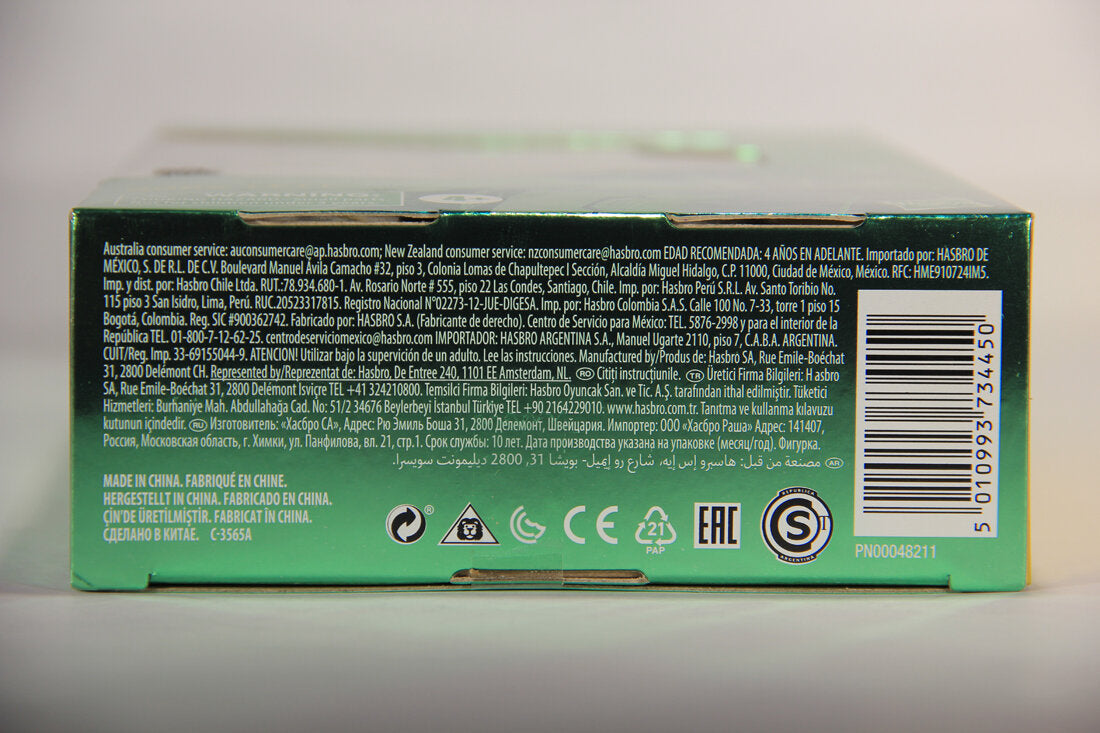 WARNING:
Australia consumer service: auconsumercare@ap.hasbro.com; New Zealand consumer service: nzconsumercare@hasbro.com EDAD RECOMENDADA: 4 AÑOS EN ADELANTE. Importado por: HASBRO DE
MÉXICO, S. DE R.L. DE C.V. Boulevard Manuel Ávila Camacho #32, piso 3, Colonia Lomas de Chapultepec I Sección, Alcaldía Miguel Hidalgo, C.P. 11000, Ciudad de México, México. RFC: HME910724IM5.
Imp. y dist. por: Hasbro Chile Ltda. RUT.:78.934.680-1. Av. Rosario Norte # 555, piso 22 Las Condes, Santiago, Chile. Imp. por: Hasbro Perú S.R.L. Av. Santo Toribio No.
115 piso 3 San Isidro, Lima, Perú. RUC.20523317815. Registro Nacional N°02273-12-JUE-DIGESA. Imp. por: Hasbro Colombia S.A.S. Calle 100 No. 7-33, torre 1 piso 15
Bogotá, Colombia. Reg. SIC #900362742. Fabricado por: HASBRO S.A. (Fabricante de derecho). Centro de Servicio para México: TEL. 5876-2998 y para el interior de la
República TEL. 01-800-7-12-62-25. centrodeserviciomexico@hasbro.com IMPORTADOR: HASBRO ARGENTINA S.A., Manuel Ugarte 2110, piso 7, C.A.B.A. ARGENTINA.
CUIT/Reg. Imp. 33-69155044-9. ATENCION! Utilizar bajo la supervición de un adulto. Lee las instrucciones. Manufactured by/Produs de: Hasbro SA, Rue Emile-Boéchat
31, 2800 Delémont CH. Represented by/Reprezentat de: Hasbro, De Entree 240, 1101 EE Amsterdam, NL. RO Citiți instrucțiunile. TR Üretici Firma Bilgileri: H asbro
SA, Rue Emile-Boéchat 31, 2800 Delémont İsviçre TEL +41 324210800. Temsilci Firma Bilgileri: Hasbro Oyuncak San. ve Tic. A.Ş. tarafından ithal edilmiştir. Tüketici
Hizmetleri: Burhaniye Mah. Abdullahağa Cad. No: 51/2 34676 Beylerbeyi İstanbul Türkiye TEL +90 2164229010. www.hasbro.com.tr. Tanıtma ve kullanma kılavuzu
kutunun içindedir. RU Изготовитель: «Хасбро СА», Адрес: Рю Эмиль Боша 31, 2800 Делемонт, Швейцария. Импортер: ООО «Хасбро Раша» Адрес: 141407,
Россия, Московская область, г. Химки, ул. Панфилова, вл. 21, стр.1. Срок службы: 10 лет. Дата производства указана на упаковке (месяц/год). Фигурка.
AR مصنعة من قبل: هاسبرو إس إيه، شارع رو إيميل- بويشا 31, 2800 ديليمونت سويسرا.
MADE IN CHINA. FABRIQUÉ EN CHINE.
HERGESTELLT IN CHINA. FABRICADO EN CHINA.
ÇİN'DE ÜRETİLMİŞTİR. FABRICAT ÎN CHINA.
СДЕЛАНО В КИТАЕ. C-3565A
®
CE
21
PAP
EAC
REPUBLICA
S
T
ARGENTINA
5 010993 734450
PN00048211